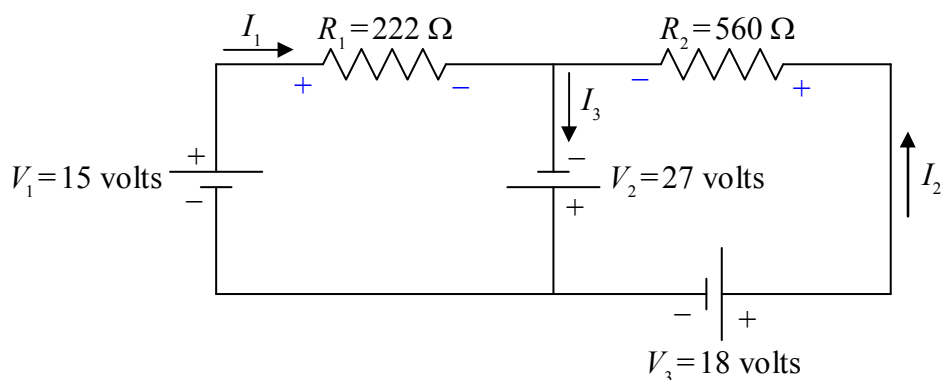 I₁
R₁=222 Ω
R₂=560 Ω
+
−
−
+
I₃
+
V₁=15 volts
−
−
V₂=27 volts
+
I₂
−
+
V₃=18 volts